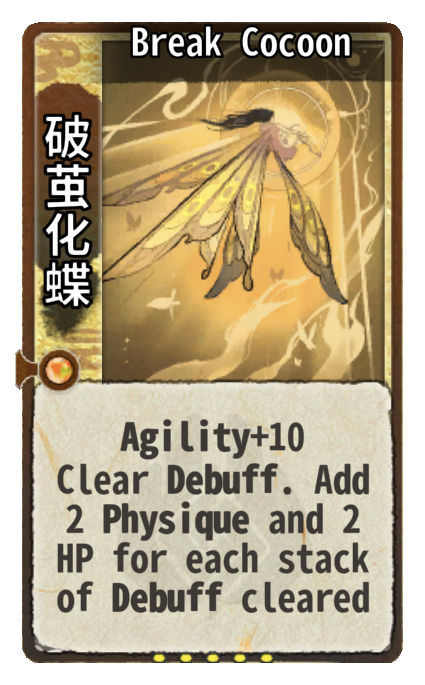 Break Cocoon
破茧化蝶
Agility+10
Clear Debuff. Add
2 Physique and 2
HP for each stack
of Debuff cleared